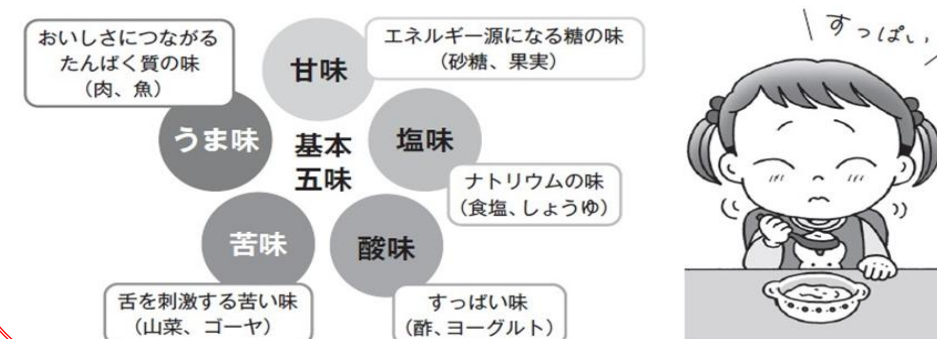 おいしさにつながる
たんぱく質の味
(肉、魚)
甘味
エネルギー源になる糖の味
(砂糖、果実)
うま味
基本
五味
塩味
ナトリウムの味
(食塩、しょうゆ)
苦味
酸味
舌を刺激する苦い味
(山菜、ゴーヤ)
すっぱい味
(酢、ヨーグルト)
すっぱい